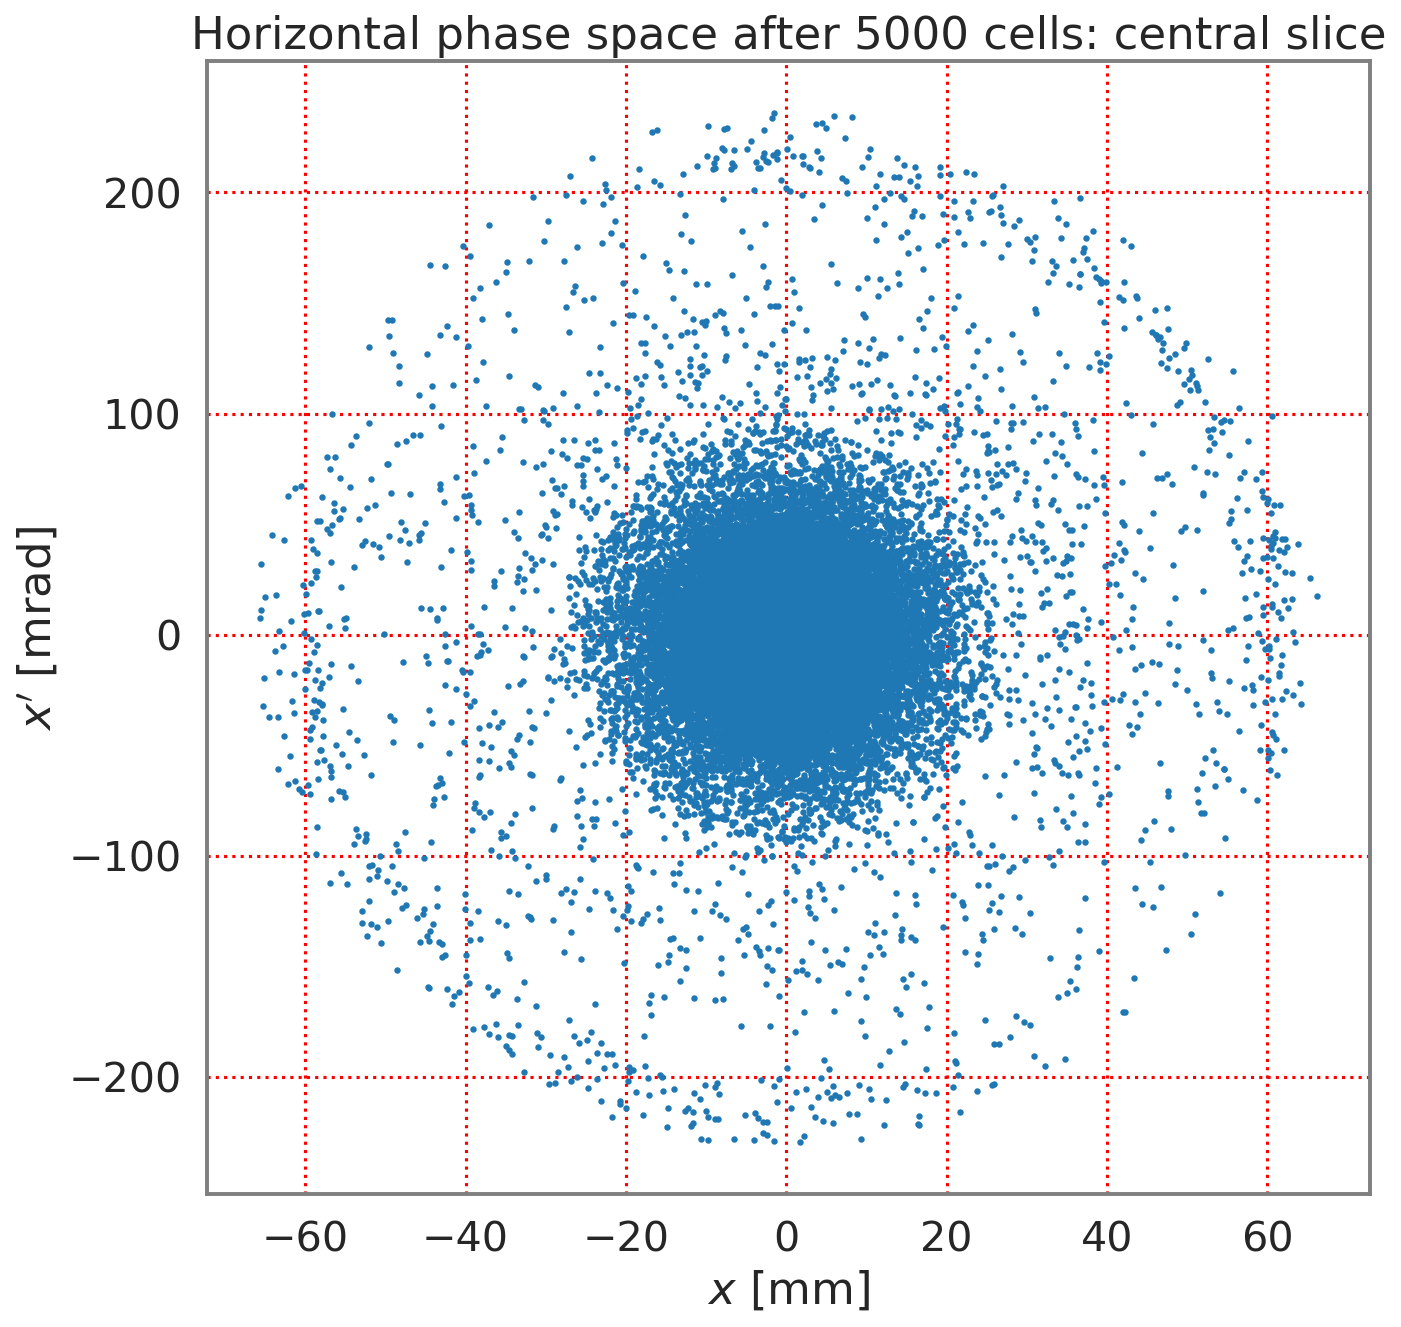 Horizontal phase space after 5000 cells: central slice
x′ [mrad]
200
100
0
−100
−200
−60 −40 −20 0 20 40 60
x [mm]